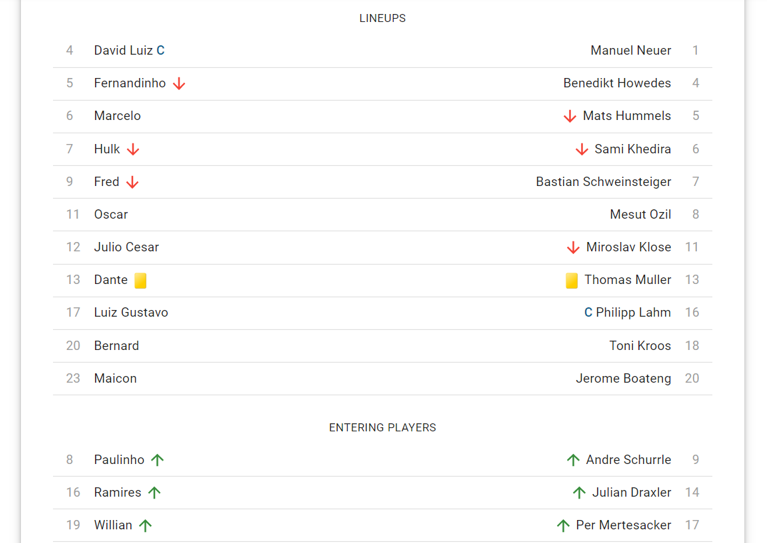 LINEUPS
4 David Luiz C Manuel Neuer 1
5 Fernandinho Benedikt Howedes 4
6 Marcelo Mats Hummels 5
7 Hulk Sami Khedira 6
9 Fred Bastian Schweinsteiger 7
11 Oscar Mesut Ozil 8
12 Julio Cesar Miroslav Klose 11
13 Dante Thomas Muller 13
17 Luiz Gustavo C Philipp Lahm 16
20 Bernard Toni Kroos 18
23 Maicon Jerome Boateng 20
ENTERING PLAYERS
8 Paulinho Andre Schurrle 9
16 Ramires Julian Draxler 14
19 Willian Per Mertesacker 17